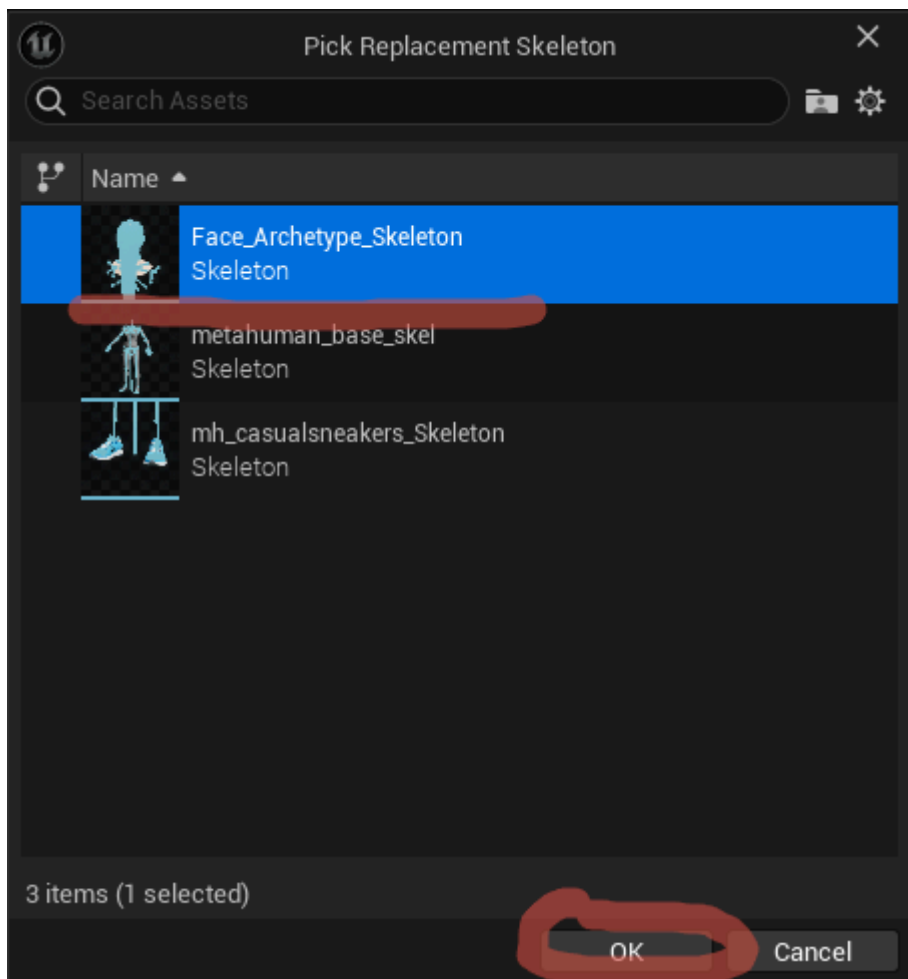 Pick Replacement Skeleton
Search Assets
Name
Face_Archetype_Skeleton
Skeleton
metahuman_base_skel
Skeleton
mh_casualsneakers_Skeleton
Skeleton
3 items (1 selected)
OK Cancel